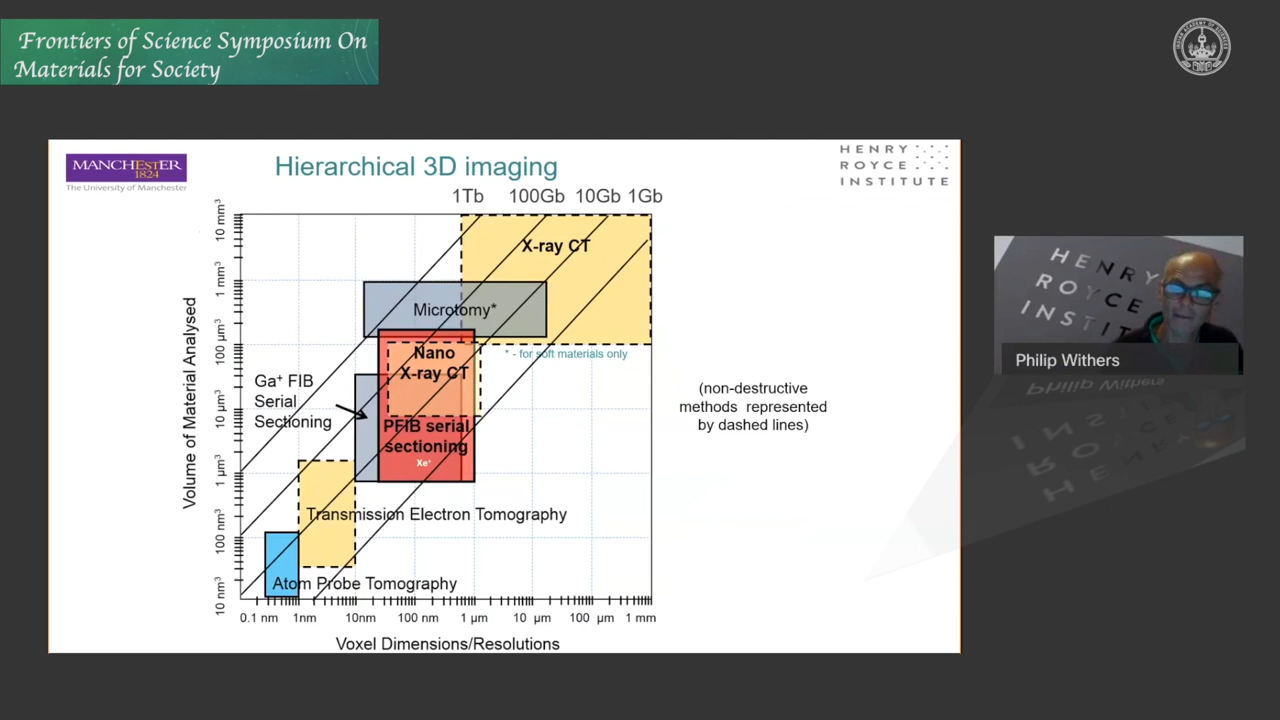 Frontiers of Science Symposium On
Materials for Society
MANCHESTER
1824
The University of Manchester
Hierarchical 3D imaging
HENRY
ROYCE
INSTITUTE
1Tb 100Gb 10Gb 1Gb
Volume of Material Analysed
10 mm³
1 mm³
100 µm³
10 µm³
1 µm³
100 nm³
10 nm³
X-ray CT
Microtomy*
* - for soft materials only
Nano
X-ray CT
Ga⁺ FIB
Serial
Sectioning
PFIB serial
sectioning
Xe⁺
Transmission Electron Tomography
Atom Probe Tomography
0.1 nm 1nm 10nm 100 nm 1 µm 10 µm 100 µm 1 mm
Voxel Dimensions/Resolutions
(non-destructive
methods represented
by dashed lines)
HENRY
ROYCE
INSTIT
Philip Withers